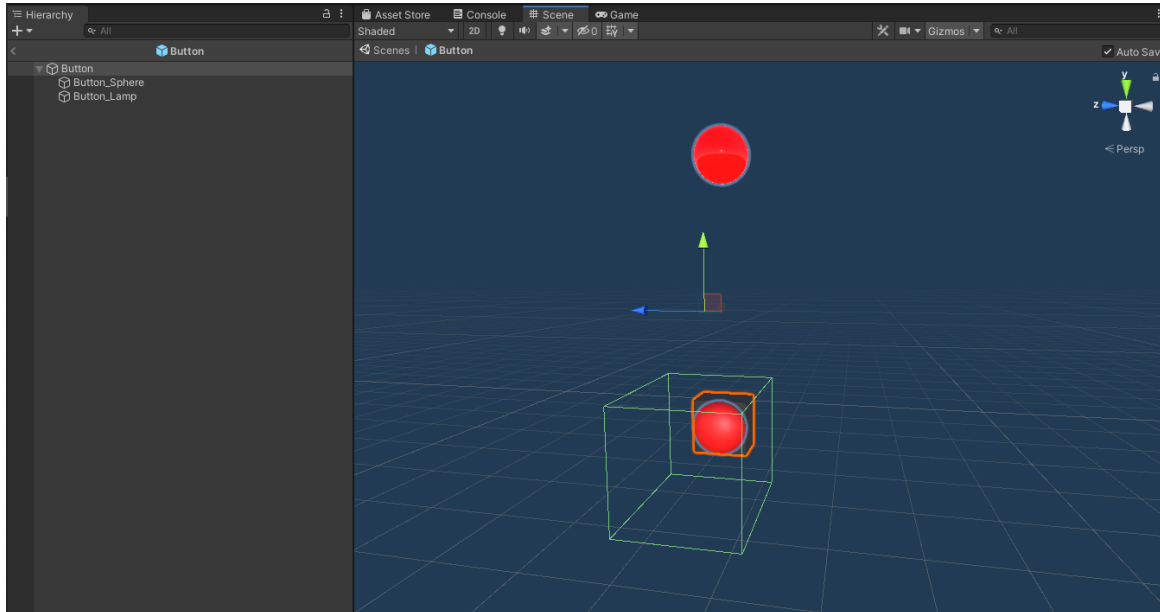 Hierarchy
All
Button
Button
Button_Sphere
Button_Lamp
Asset Store Console Scene Game
Shaded 2D 0 Gizmos All
Scenes | Button Auto Sav
y
z
Persp